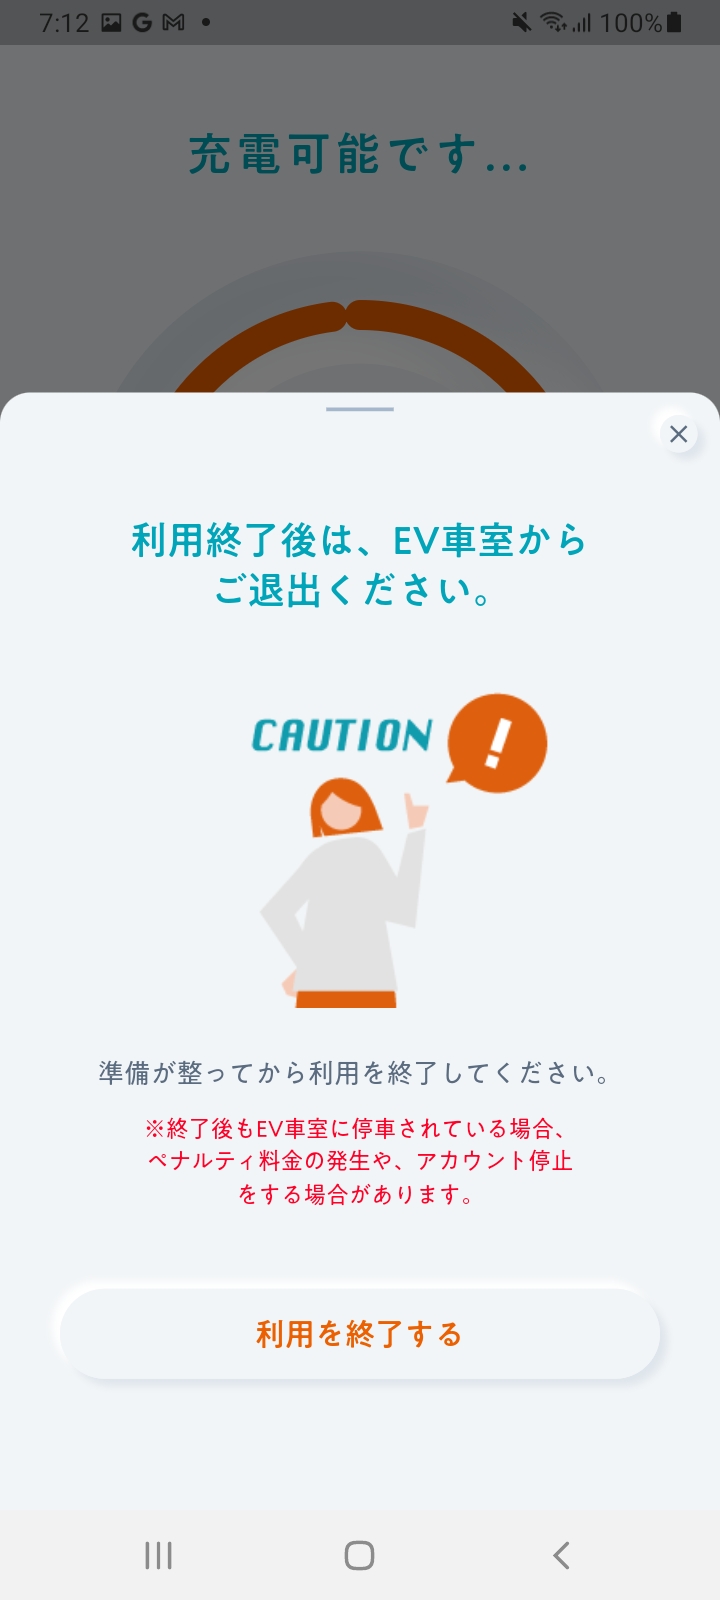 7:12
100%
充電可能です...
利用終了後は、EV車室から
ご退出ください。
CAUTION !
準備が整ってから利用を終了してください。
※終了後もEV車室に停車されている場合、
ペナルティ料金の発生や、アカウント停止
をする場合があります。
利用を終了する